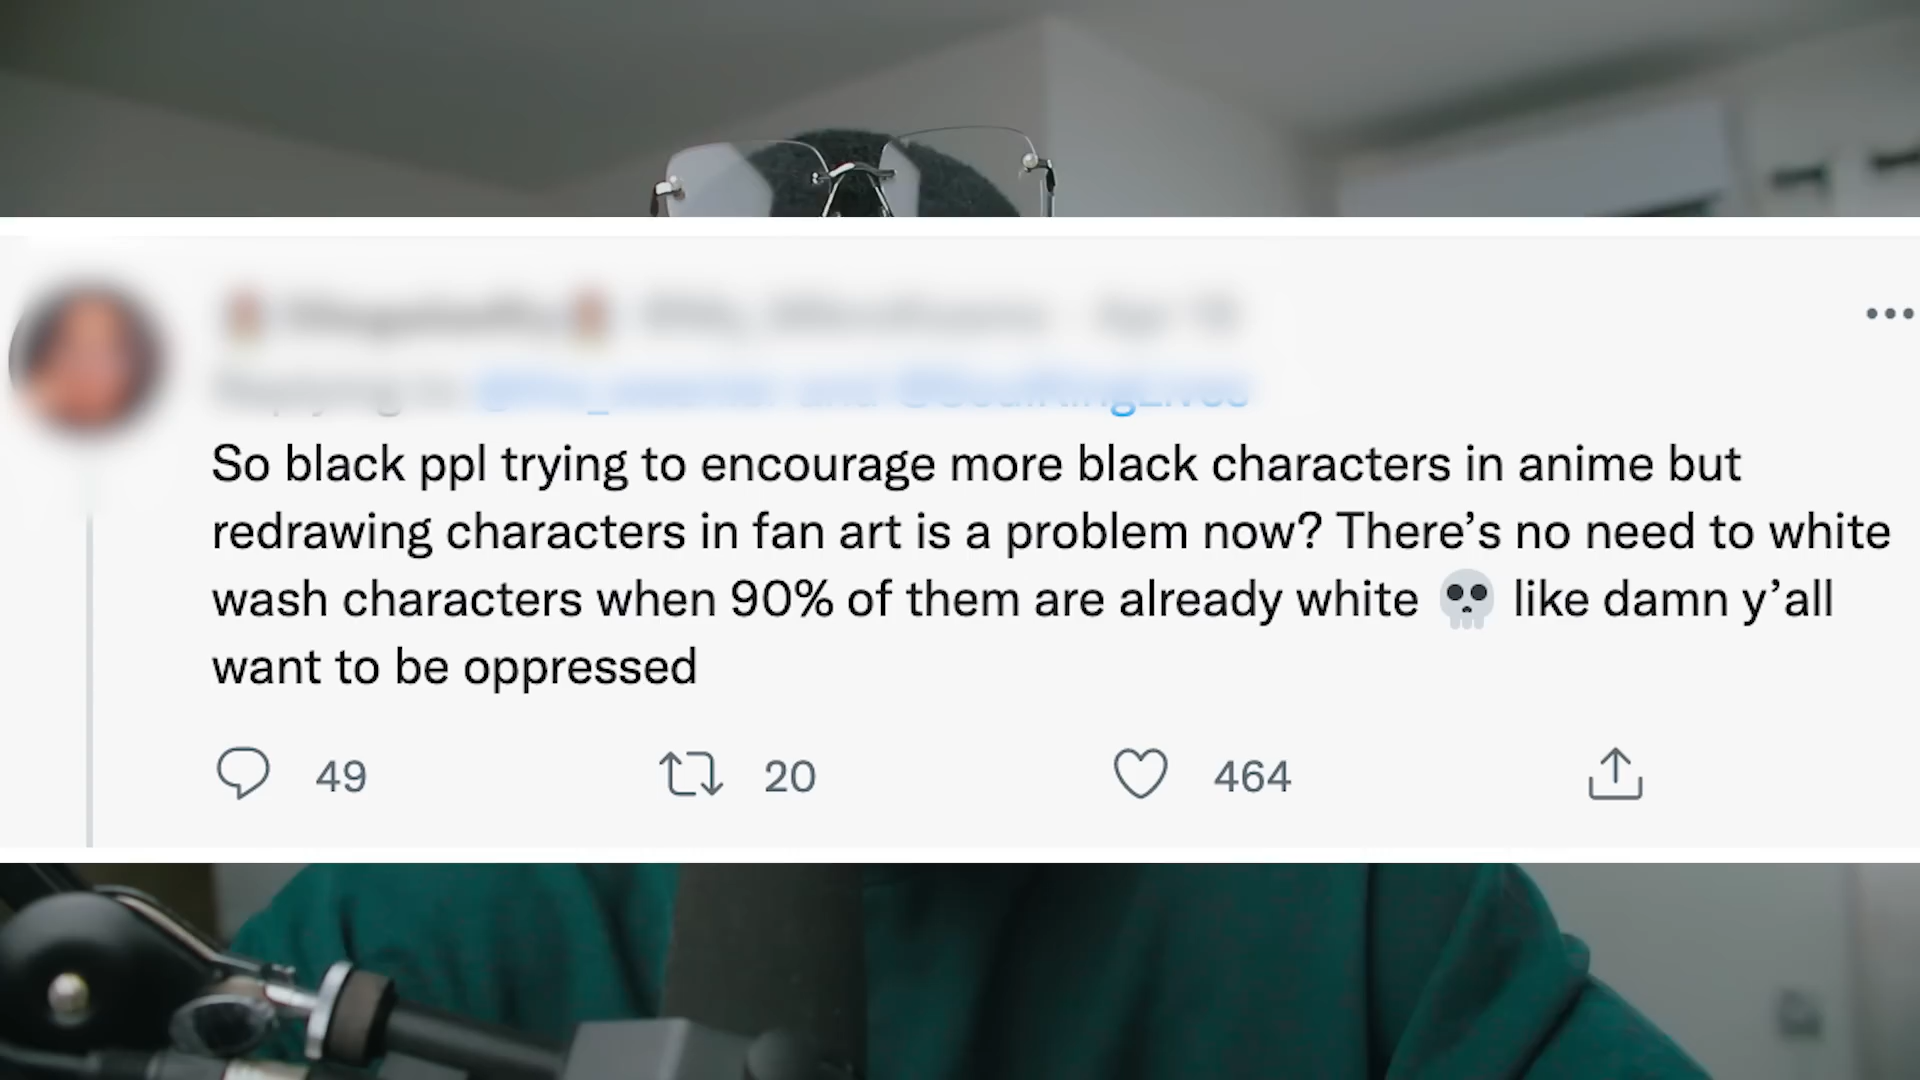 So black ppl trying to encourage more black characters in anime but
redrawing characters in fan art is a problem now? There’s no need to white
wash characters when 90% of them are already white 💀 like damn y’all
want to be oppressed
49 20 464